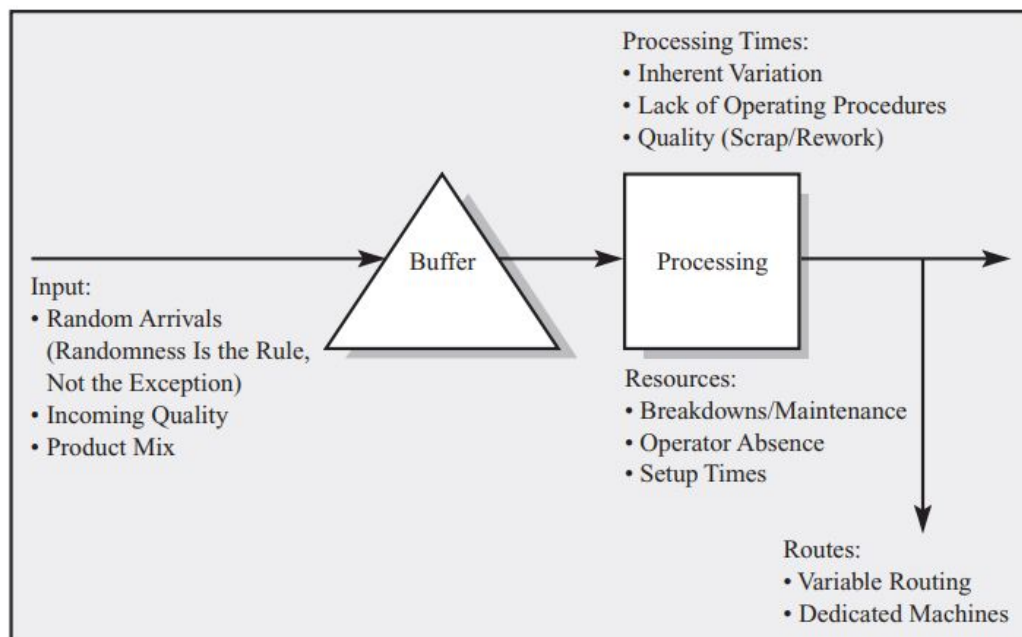 Processing Times:
• Inherent Variation
• Lack of Operating Procedures
• Quality (Scrap/Rework)
Buffer
Processing
Input:
• Random Arrivals
(Randomness Is the Rule,
Not the Exception)
• Incoming Quality
• Product Mix
Resources:
• Breakdowns/Maintenance
• Operator Absence
• Setup Times
Routes:
• Variable Routing
• Dedicated Machines